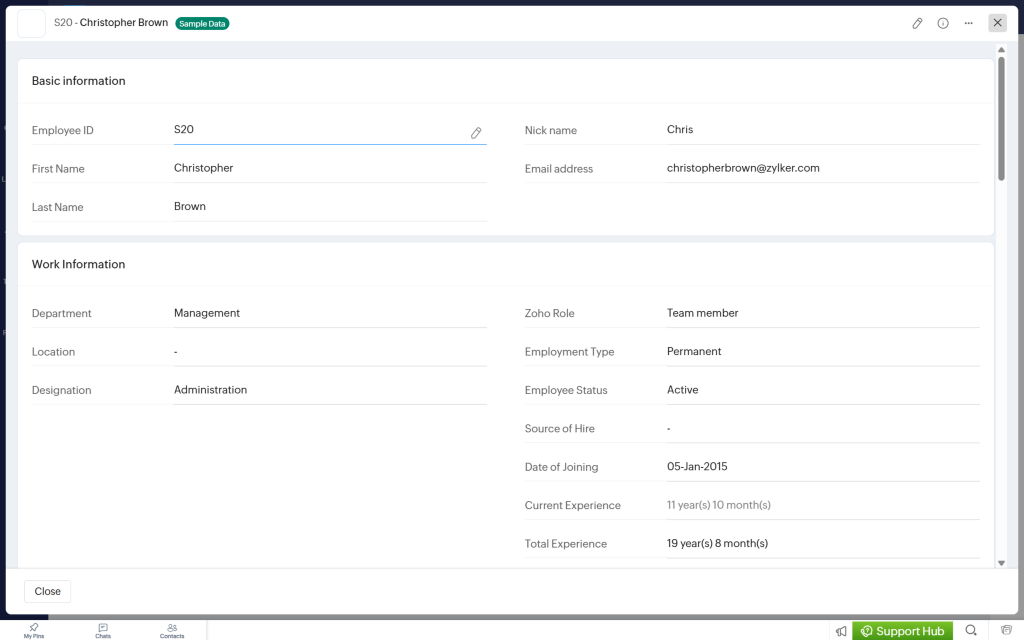 S20 - Christopher Brown Sample Data
Basic information
Employee ID S20
Nick name Chris
First Name Christopher
Email address christopherbrown@zylker.com
Last Name Brown
Work Information
Department Management
Zoho Role Team member
Location -
Employment Type Permanent
Designation Administration
Employee Status Active
Source of Hire -
Date of Joining 05-Jan-2015
Current Experience 11 year(s) 10 month(s)
Total Experience 19 year(s) 8 month(s)
Close
My Pins
Chats
Contacts
Support Hub